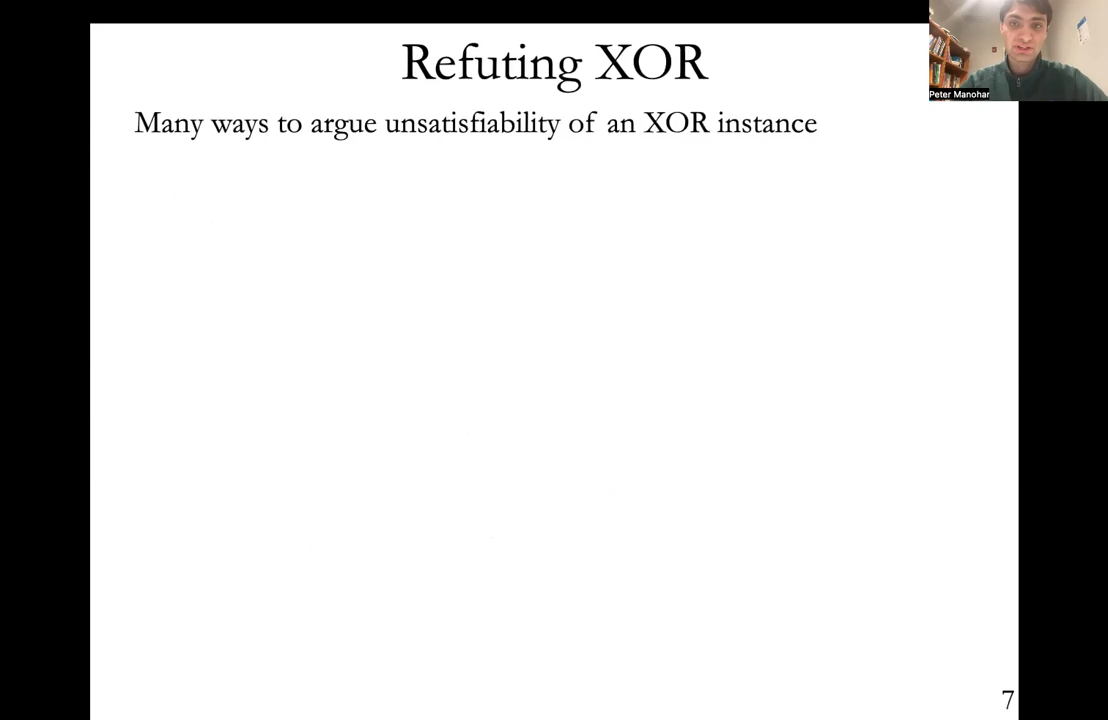 Refuting XOR
Peter Manohar
Many ways to argue unsatisfiability of an XOR instance
7